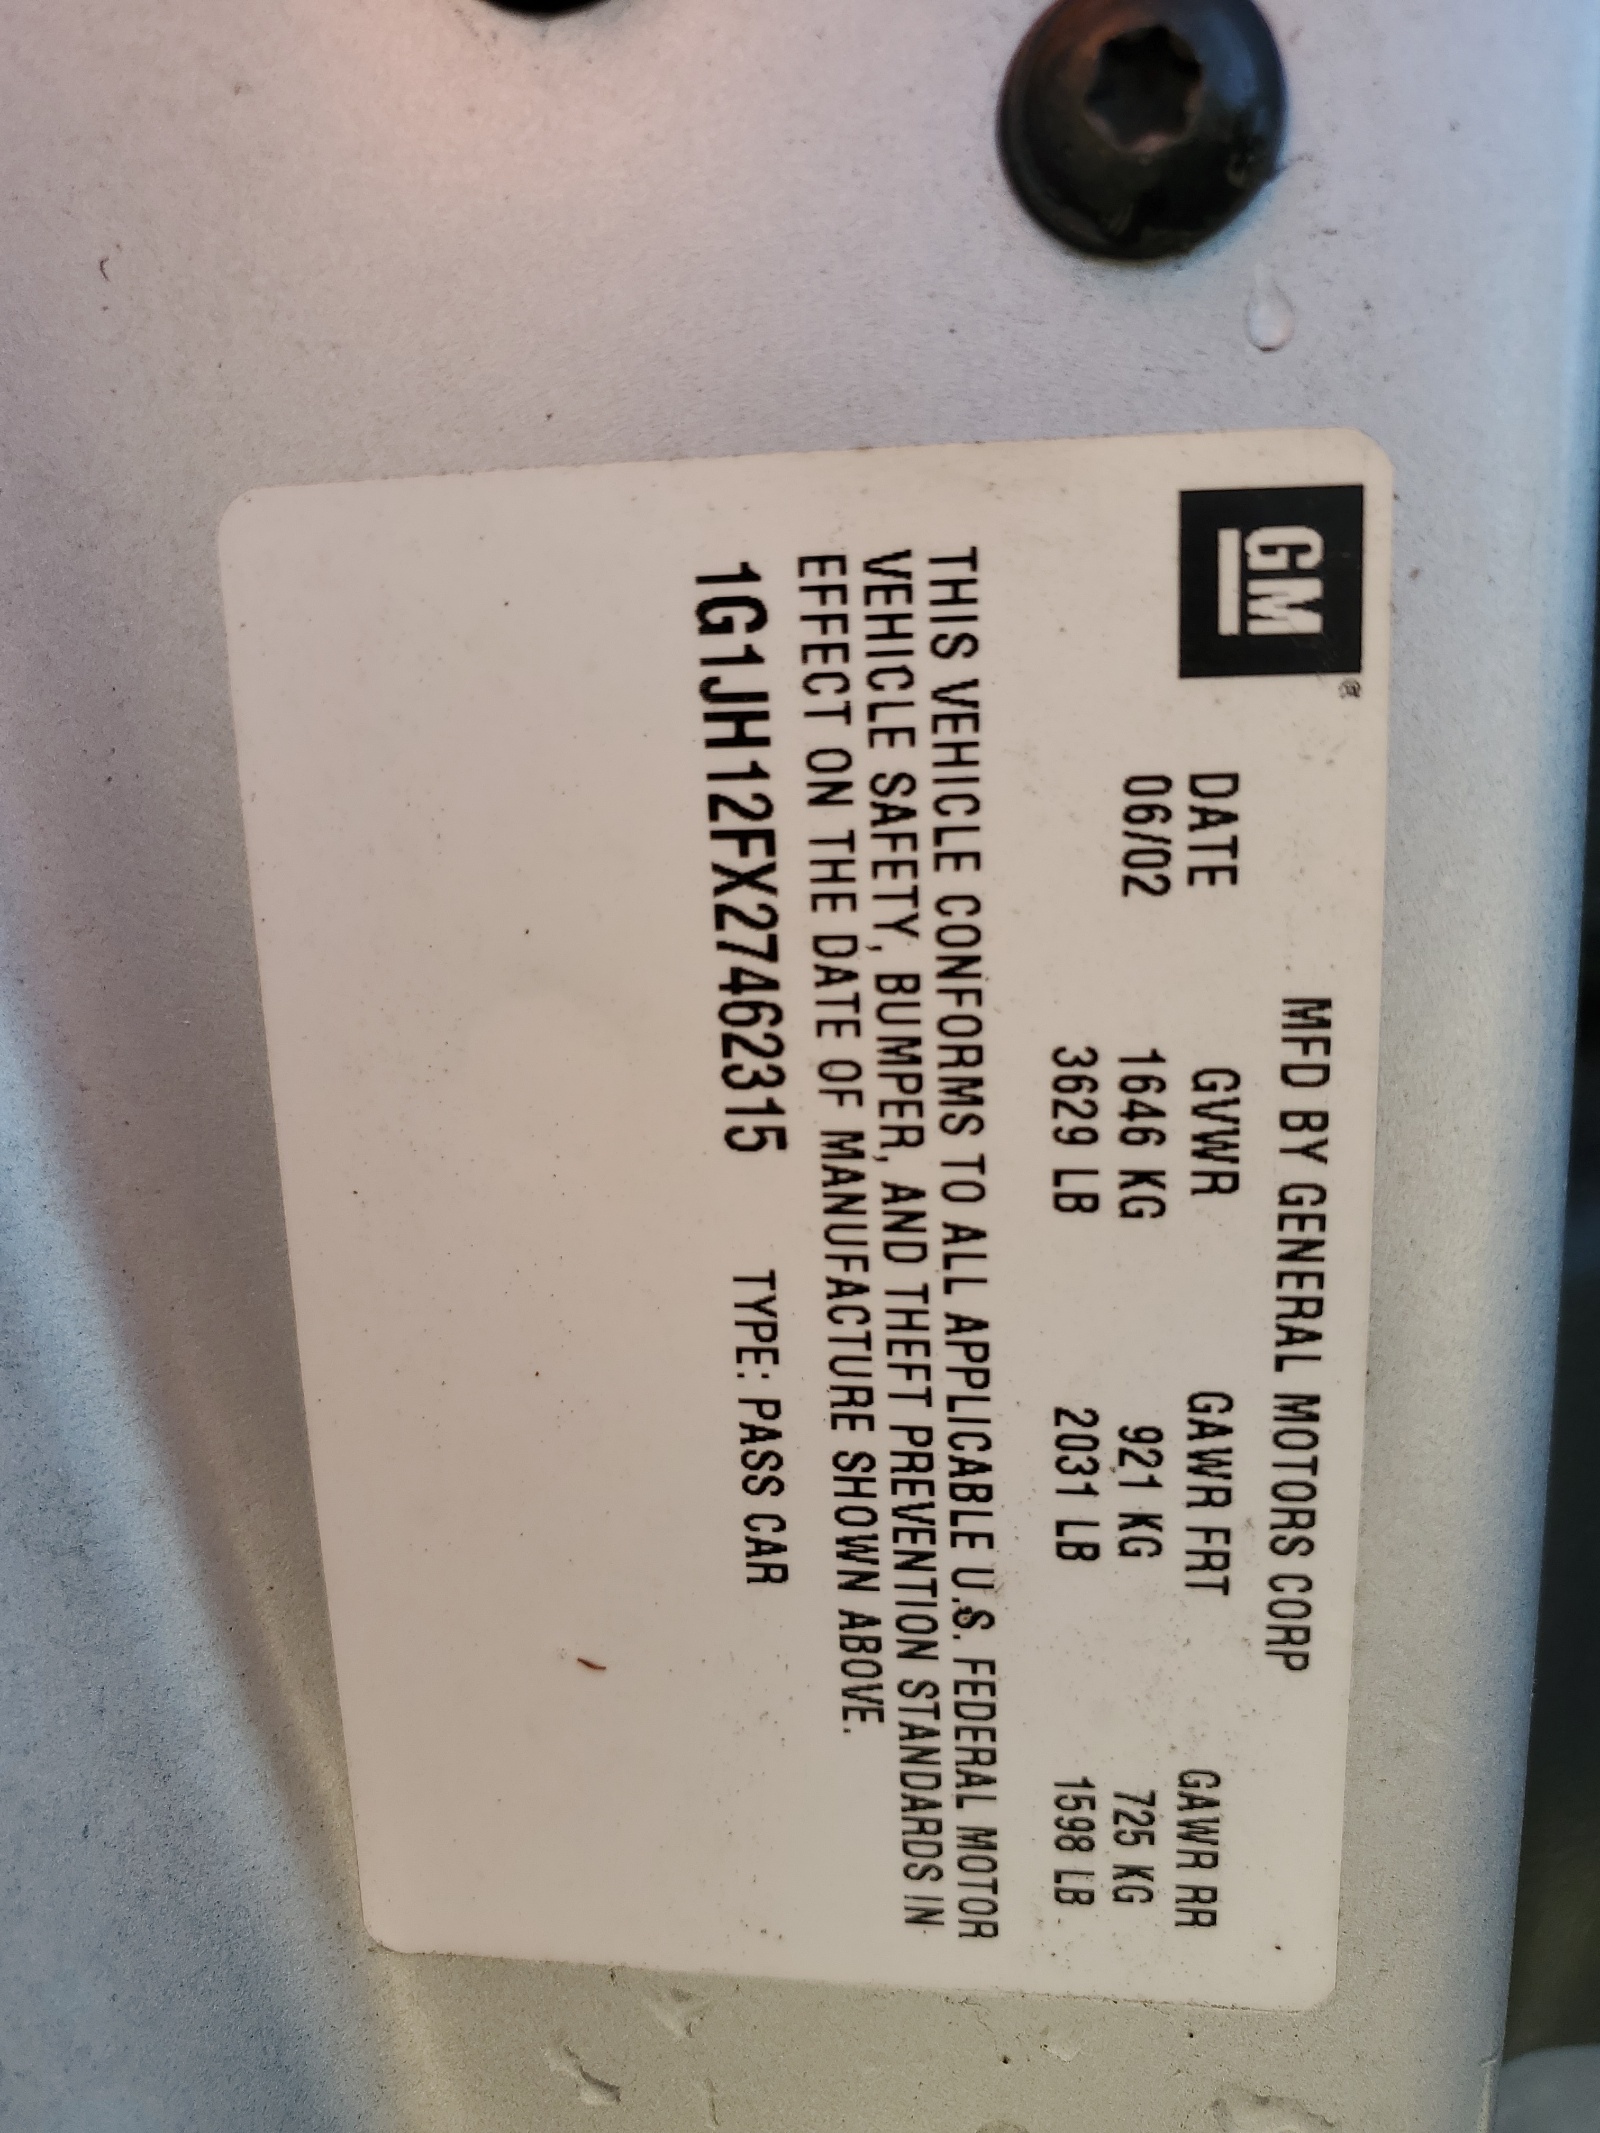 GM®
MFD BY GENERAL MOTORS CORP
DATE GVWR GAWR FRT GAWR RR
06/02 1646 KG 921 KG 725 KG
3629 LB 2031 LB 1598 LB
THIS VEHICLE CONFORMS TO ALL APPLICABLE U.S. FEDERAL MOTOR
VEHICLE SAFETY, BUMPER, AND THEFT PREVENTION STANDARDS IN
EFFECT ON THE DATE OF MANUFACTURE SHOWN ABOVE.
1G1JH12FX27462315 TYPE: PASS CAR